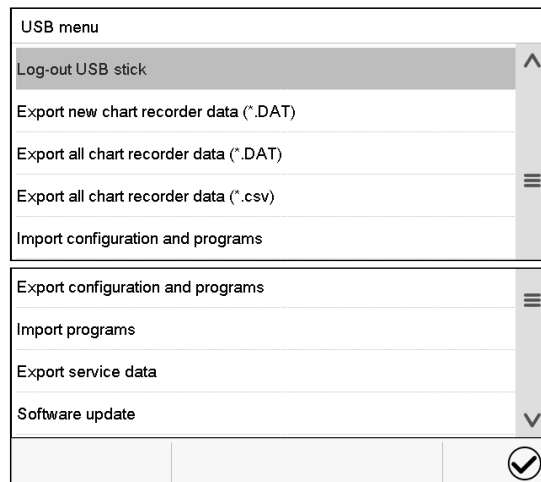 USB menu
Log-out USB stick
Export new chart recorder data (*.DAT)
Export all chart recorder data (*.DAT)
Export all chart recorder data (*.csv)
Import configuration and programs
Export configuration and programs
Import programs
Export service data
Software update